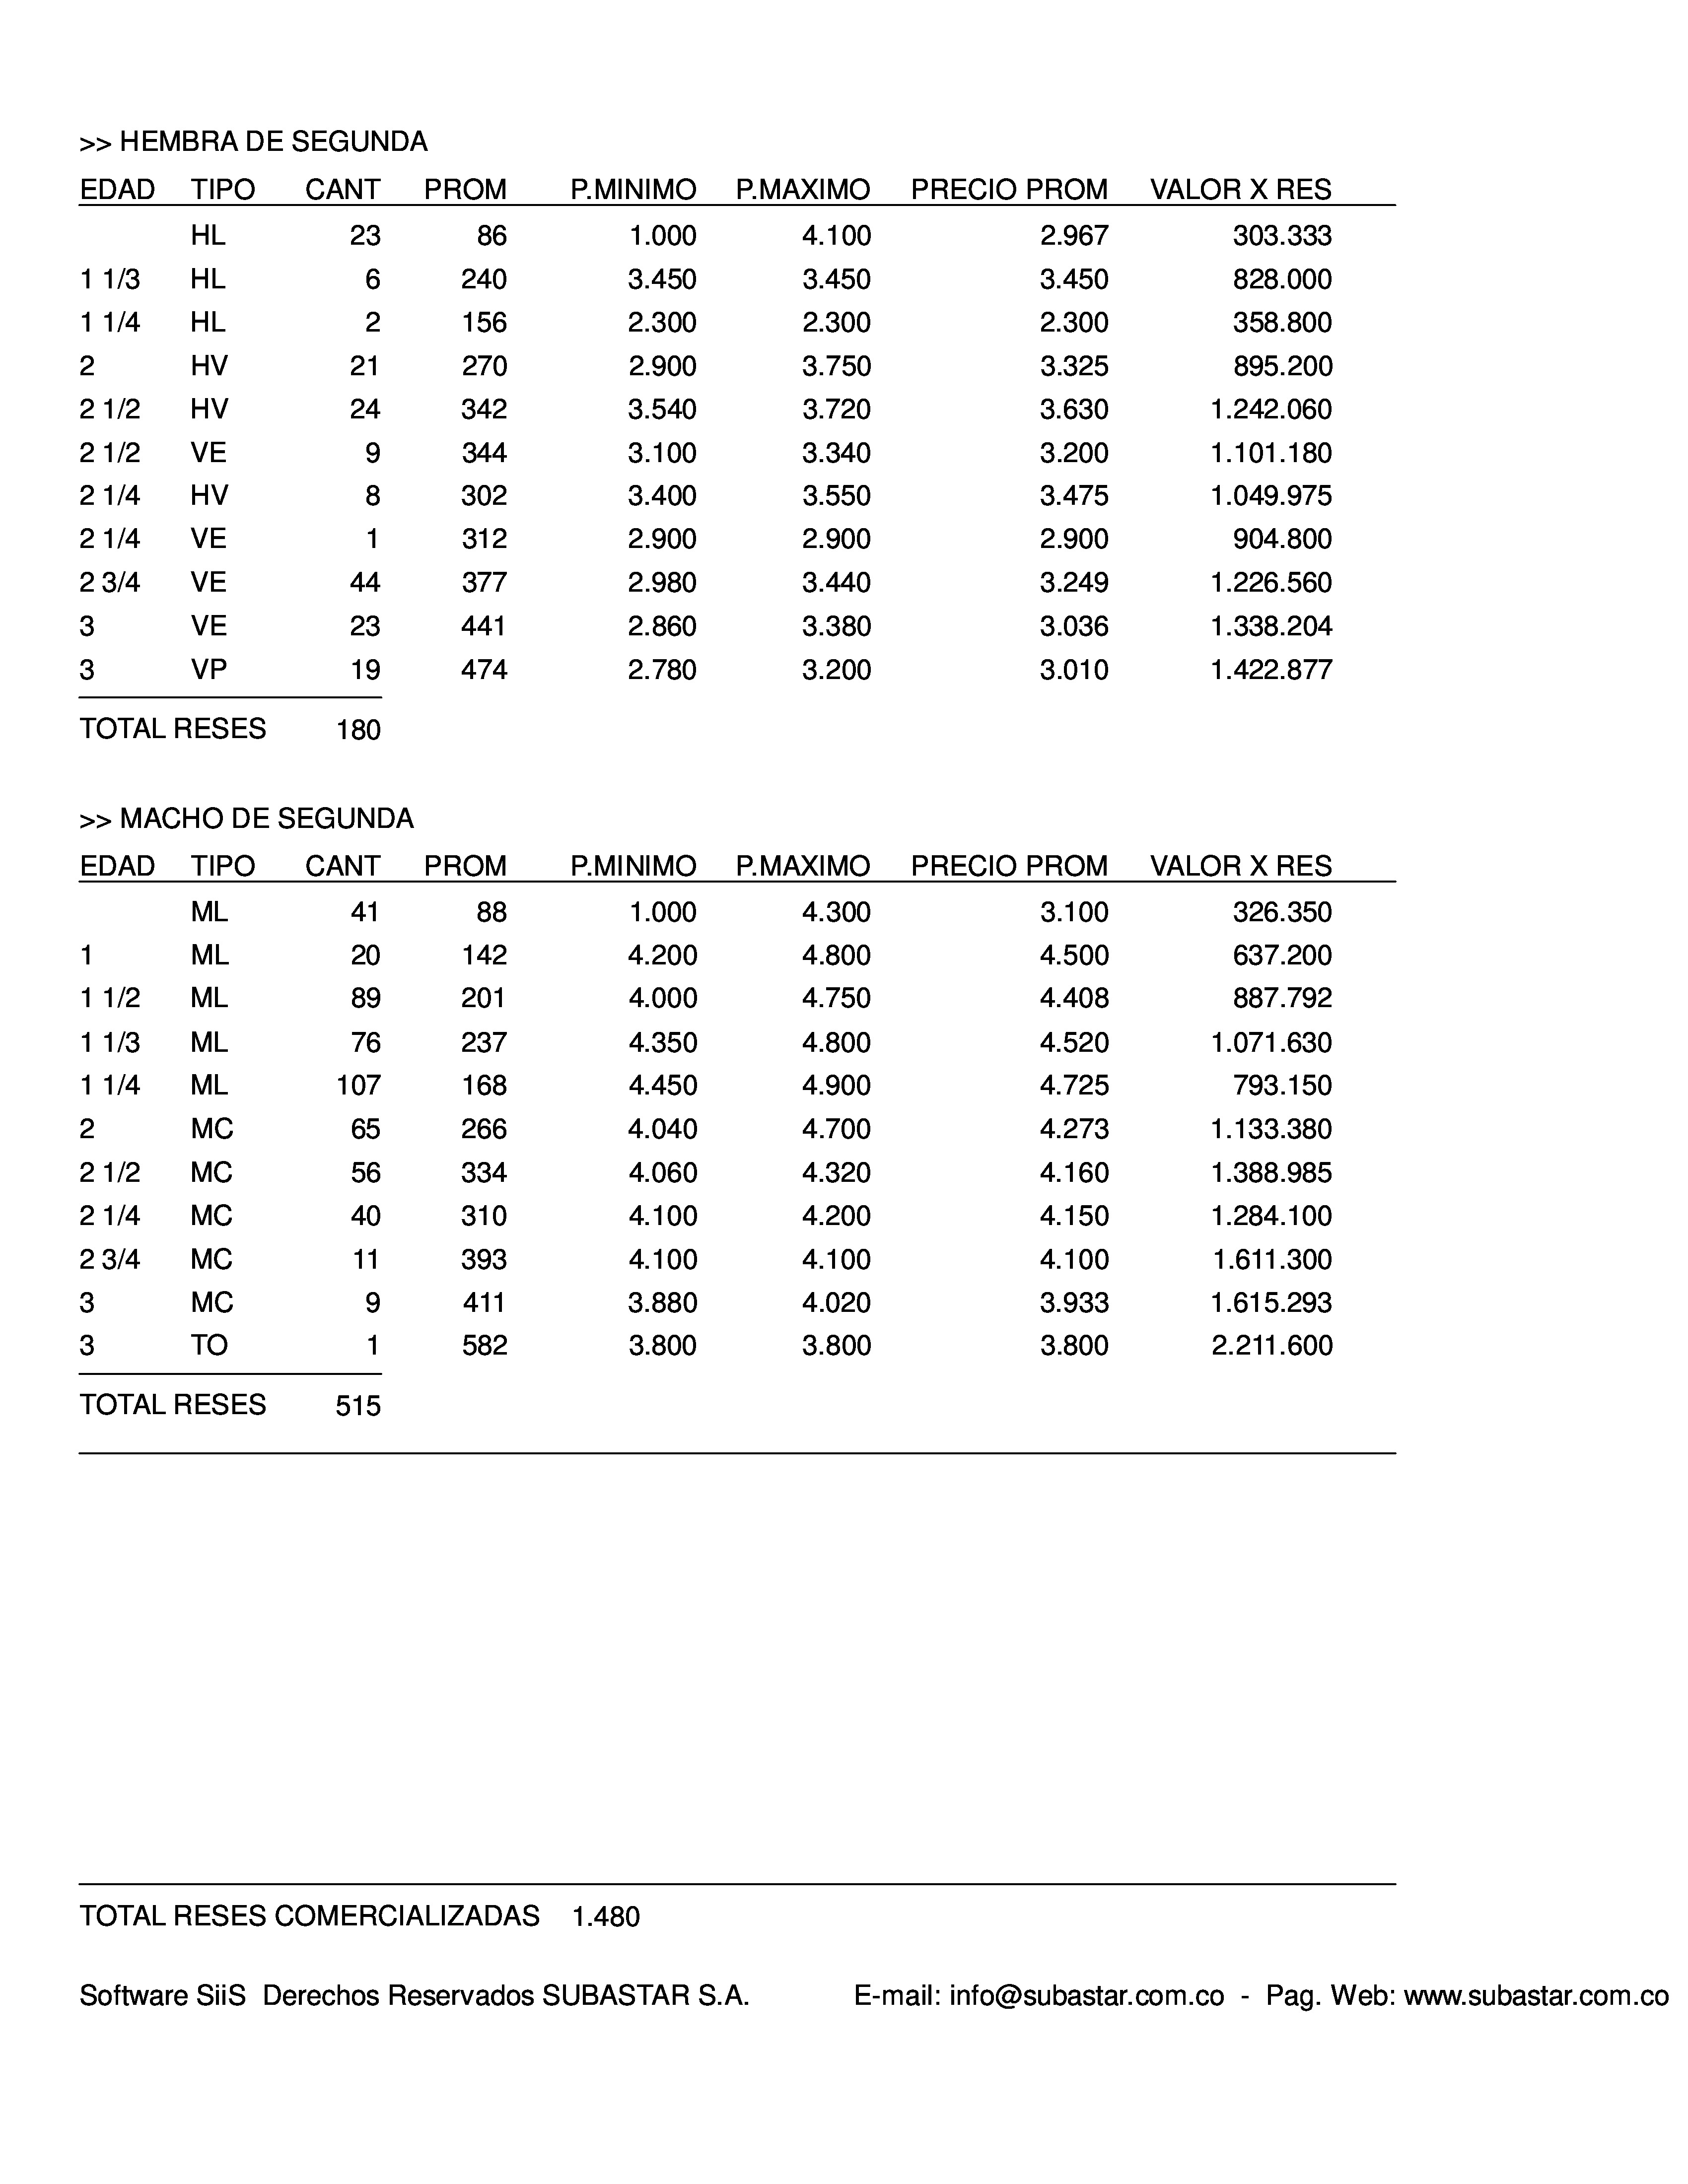 >> HEMBRA DE SEGUNDA
EDAD TIPO CANT PROM P.MINIMO P.MAXIMO PRECIO PROM VALOR X RES
HL 23 86 1.000 4.100 2.967 303.333
1 1/3 HL 6 240 3.450 3.450 3.450 828.000
1 1/4 HL 2 156 2.300 2.300 2.300 358.800
2 HV 21 270 2.900 3.750 3.325 895.200
2 1/2 HV 24 342 3.540 3.720 3.630 1.242.060
2 1/2 VE 9 344 3.100 3.340 3.200 1.101.180
2 1/4 HV 8 302 3.400 3.550 3.475 1.049.975
2 1/4 VE 1 312 2.900 2.900 2.900 904.800
2 3/4 VE 44 377 2.980 3.440 3.249 1.226.560
3 VE 23 441 2.860 3.380 3.036 1.338.204
3 VP 19 474 2.780 3.200 3.010 1.422.877
TOTAL RESES 180
>> MACHO DE SEGUNDA
EDAD TIPO CANT PROM P.MINIMO P.MAXIMO PRECIO PROM VALOR X RES
ML 41 88 1.000 4.300 3.100 326.350
1 ML 20 142 4.200 4.800 4.500 637.200
1 1/2 ML 89 201 4.000 4.750 4.408 887.792
1 1/3 ML 76 237 4.350 4.800 4.520 1.071.630
1 1/4 ML 107 168 4.450 4.900 4.725 793.150
2 MC 65 266 4.040 4.700 4.273 1.133.380
2 1/2 MC 56 334 4.060 4.320 4.160 1.388.985
2 1/4 MC 40 310 4.100 4.200 4.150 1.284.100
2 3/4 MC 11 393 4.100 4.100 4.100 1.611.300
3 MC 9 411 3.880 4.020 3.933 1.615.293
3 TO 1 582 3.800 3.800 3.800 2.211.600
TOTAL RESES 515
TOTAL RESES COMERCIALIZADAS 1.480
Software SiiS Derechos Reservados SUBASTAR S.A. E-mail: info@subastar.com.co - Pag. Web: www.subastar.com.co